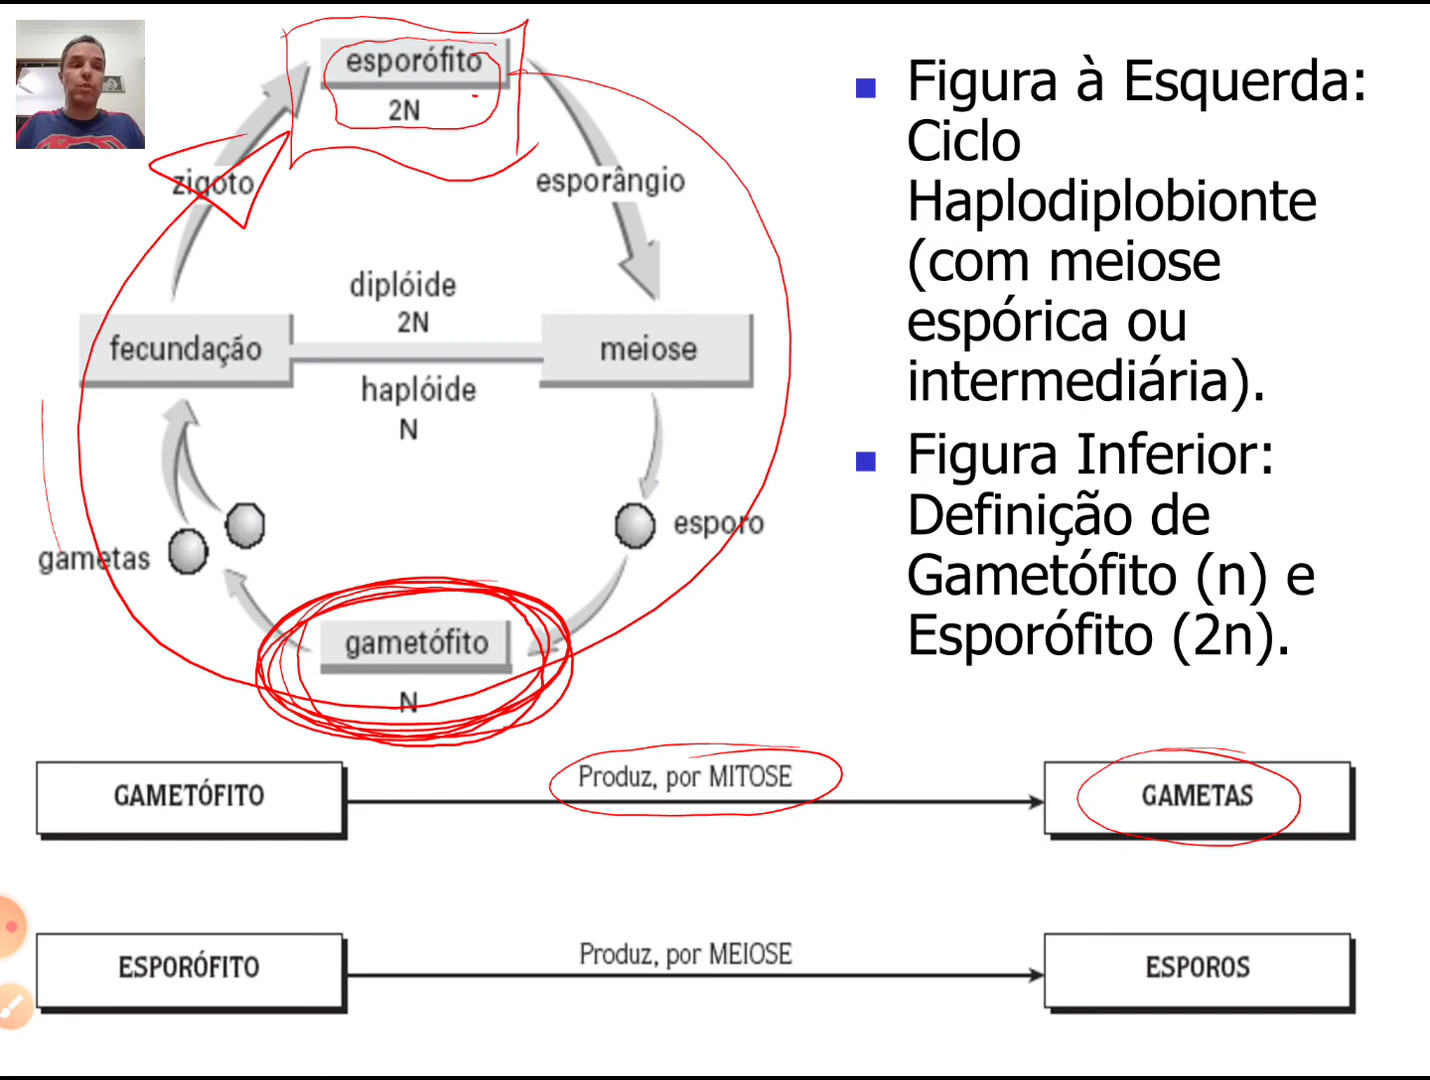 esporófito
2N
zigoto
esporângio
diplóide
2N
fecundação
meiose
haplóide
N
gametas
esporo
gametófito
N
Figura à Esquerda:
Ciclo
Haplodiplobionte
(com meiose
espórica ou
intermediária).
Figura Inferior:
Definição de
Gametófito (n) e
Esporófito (2n).
GAMETÓFITO
Produz, por MITOSE
GAMETAS
ESPORÓFITO
Produz, por MEIOSE
ESPOROS